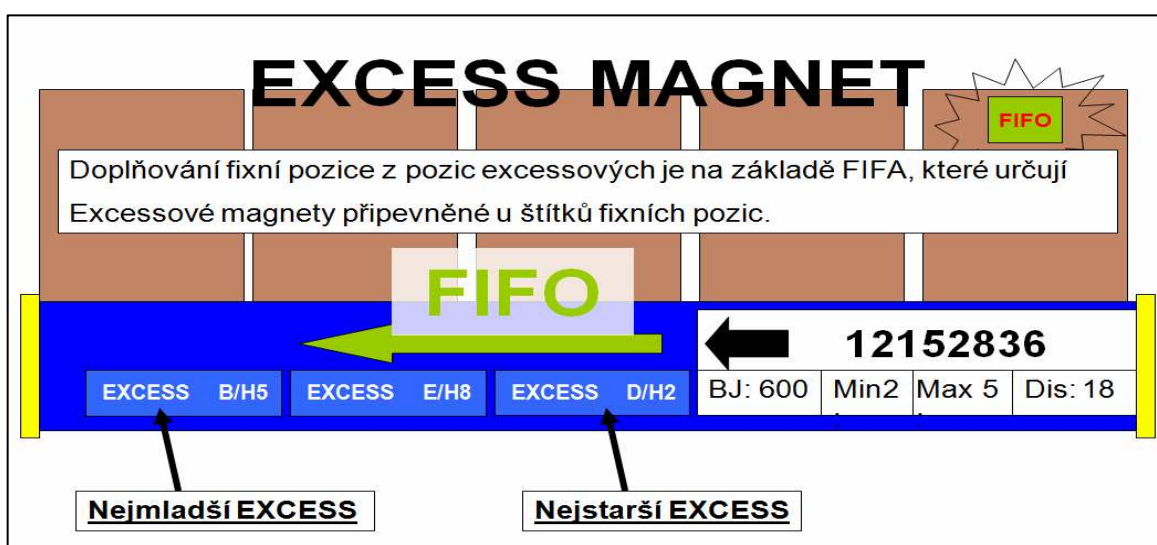 EXCESS MAGNET
FIFO
Doplňování fixní pozice z pozic excessových je na základě FIFA, které určují
Excessové magnety připevněné u štítků fixních pozic.
FIFO
12152836
EXCESS B/H5 EXCESS E/H8 EXCESS D/H2 BJ: 600 Min2 Max 5 Dis: 18
Nejmladší EXCESS Nejstarší EXCESS